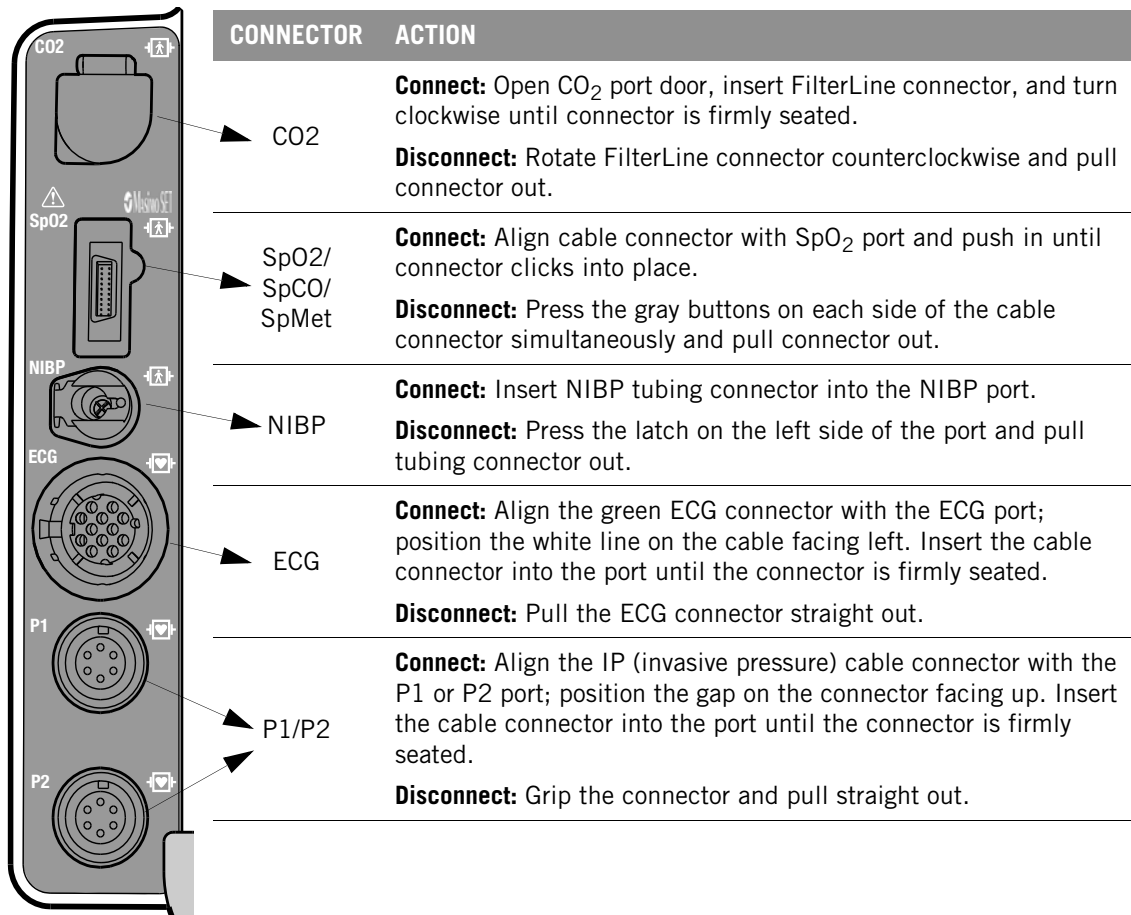 CO2
Masimo SET
SpO2
NIBP
ECG
P1
P2
CONNECTOR ACTION
CO2
Connect: Open CO2 port door, insert FilterLine connector, and turn
clockwise until connector is firmly seated.
Disconnect: Rotate FilterLine connector counterclockwise and pull
connector out.
SpO2/
SpCO/
SpMet
Connect: Align cable connector with SpO2 port and push in until
connector clicks into place.
Disconnect: Press the gray buttons on each side of the cable
connector simultaneously and pull connector out.
NIBP
Connect: Insert NIBP tubing connector into the NIBP port.
Disconnect: Press the latch on the left side of the port and pull
tubing connector out.
ECG
Connect: Align the green ECG connector with the ECG port;
position the white line on the cable facing left. Insert the cable
connector into the port until the connector is firmly seated.
Disconnect: Pull the ECG connector straight out.
P1/P2
Connect: Align the IP (invasive pressure) cable connector with the
P1 or P2 port; position the gap on the connector facing up. Insert
the cable connector into the port until the connector is firmly
seated.
Disconnect: Grip the connector and pull straight out.